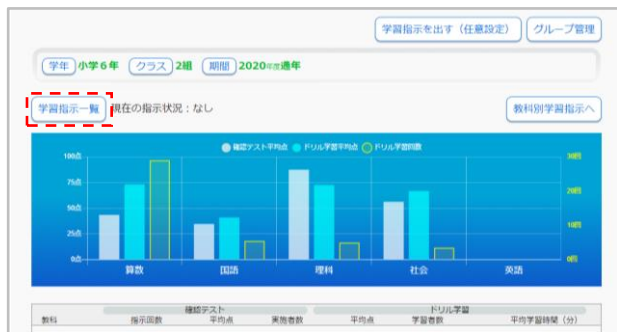 学習指示を出す（任意設定） グループ管理
学年 小学6年 クラス 2組 期間 2020年度通年
学習指示一覧 現在の指示状況：なし 教科別学習指示へ
確認テスト平均点 ドリル学習平均点 ドリル学習回数
100点 30回
75点
20回
50点
10回
25点
0点 0回
算数 国語 理科 社会 英語
確認テスト ドリル学習
教科 指示回数 平均点 実施者数 平均点 学習者数 平均学習時間（分）